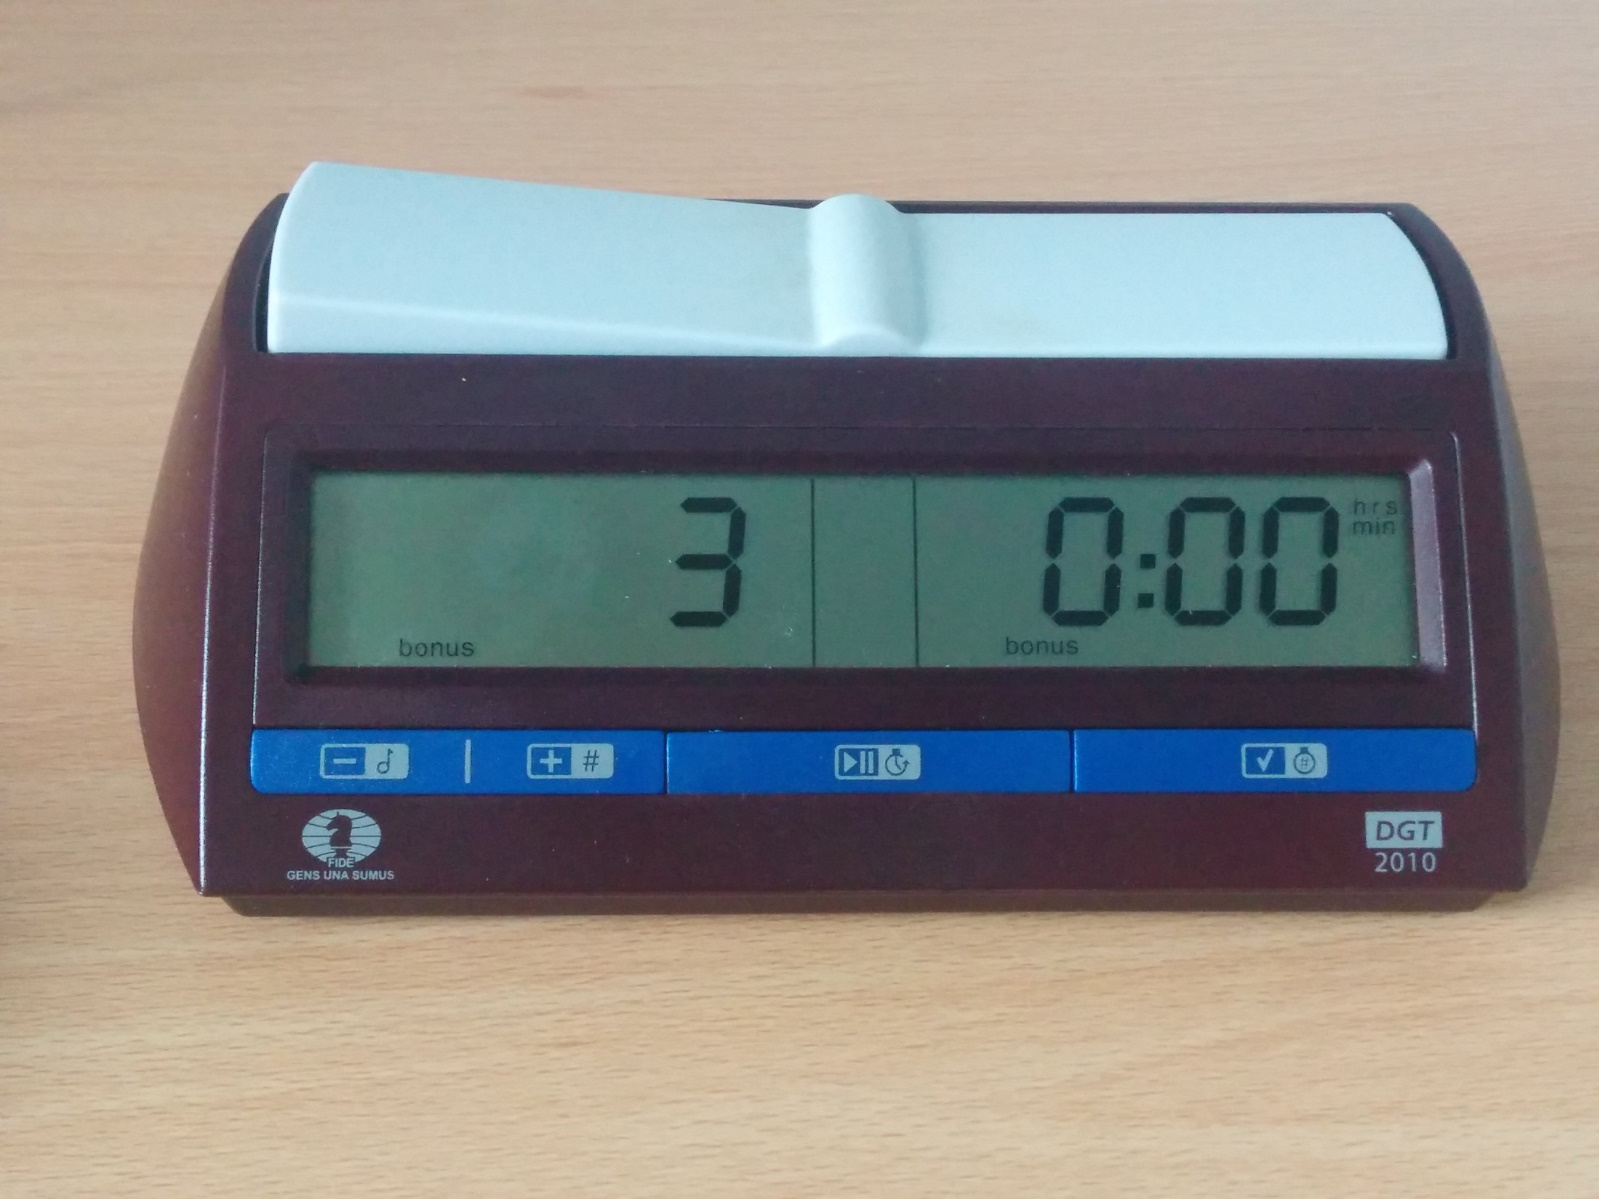 3
0:00
hrs
min
bonus
bonus
#
#
FIDE
GENS UNA SUMUS
DGT
2010